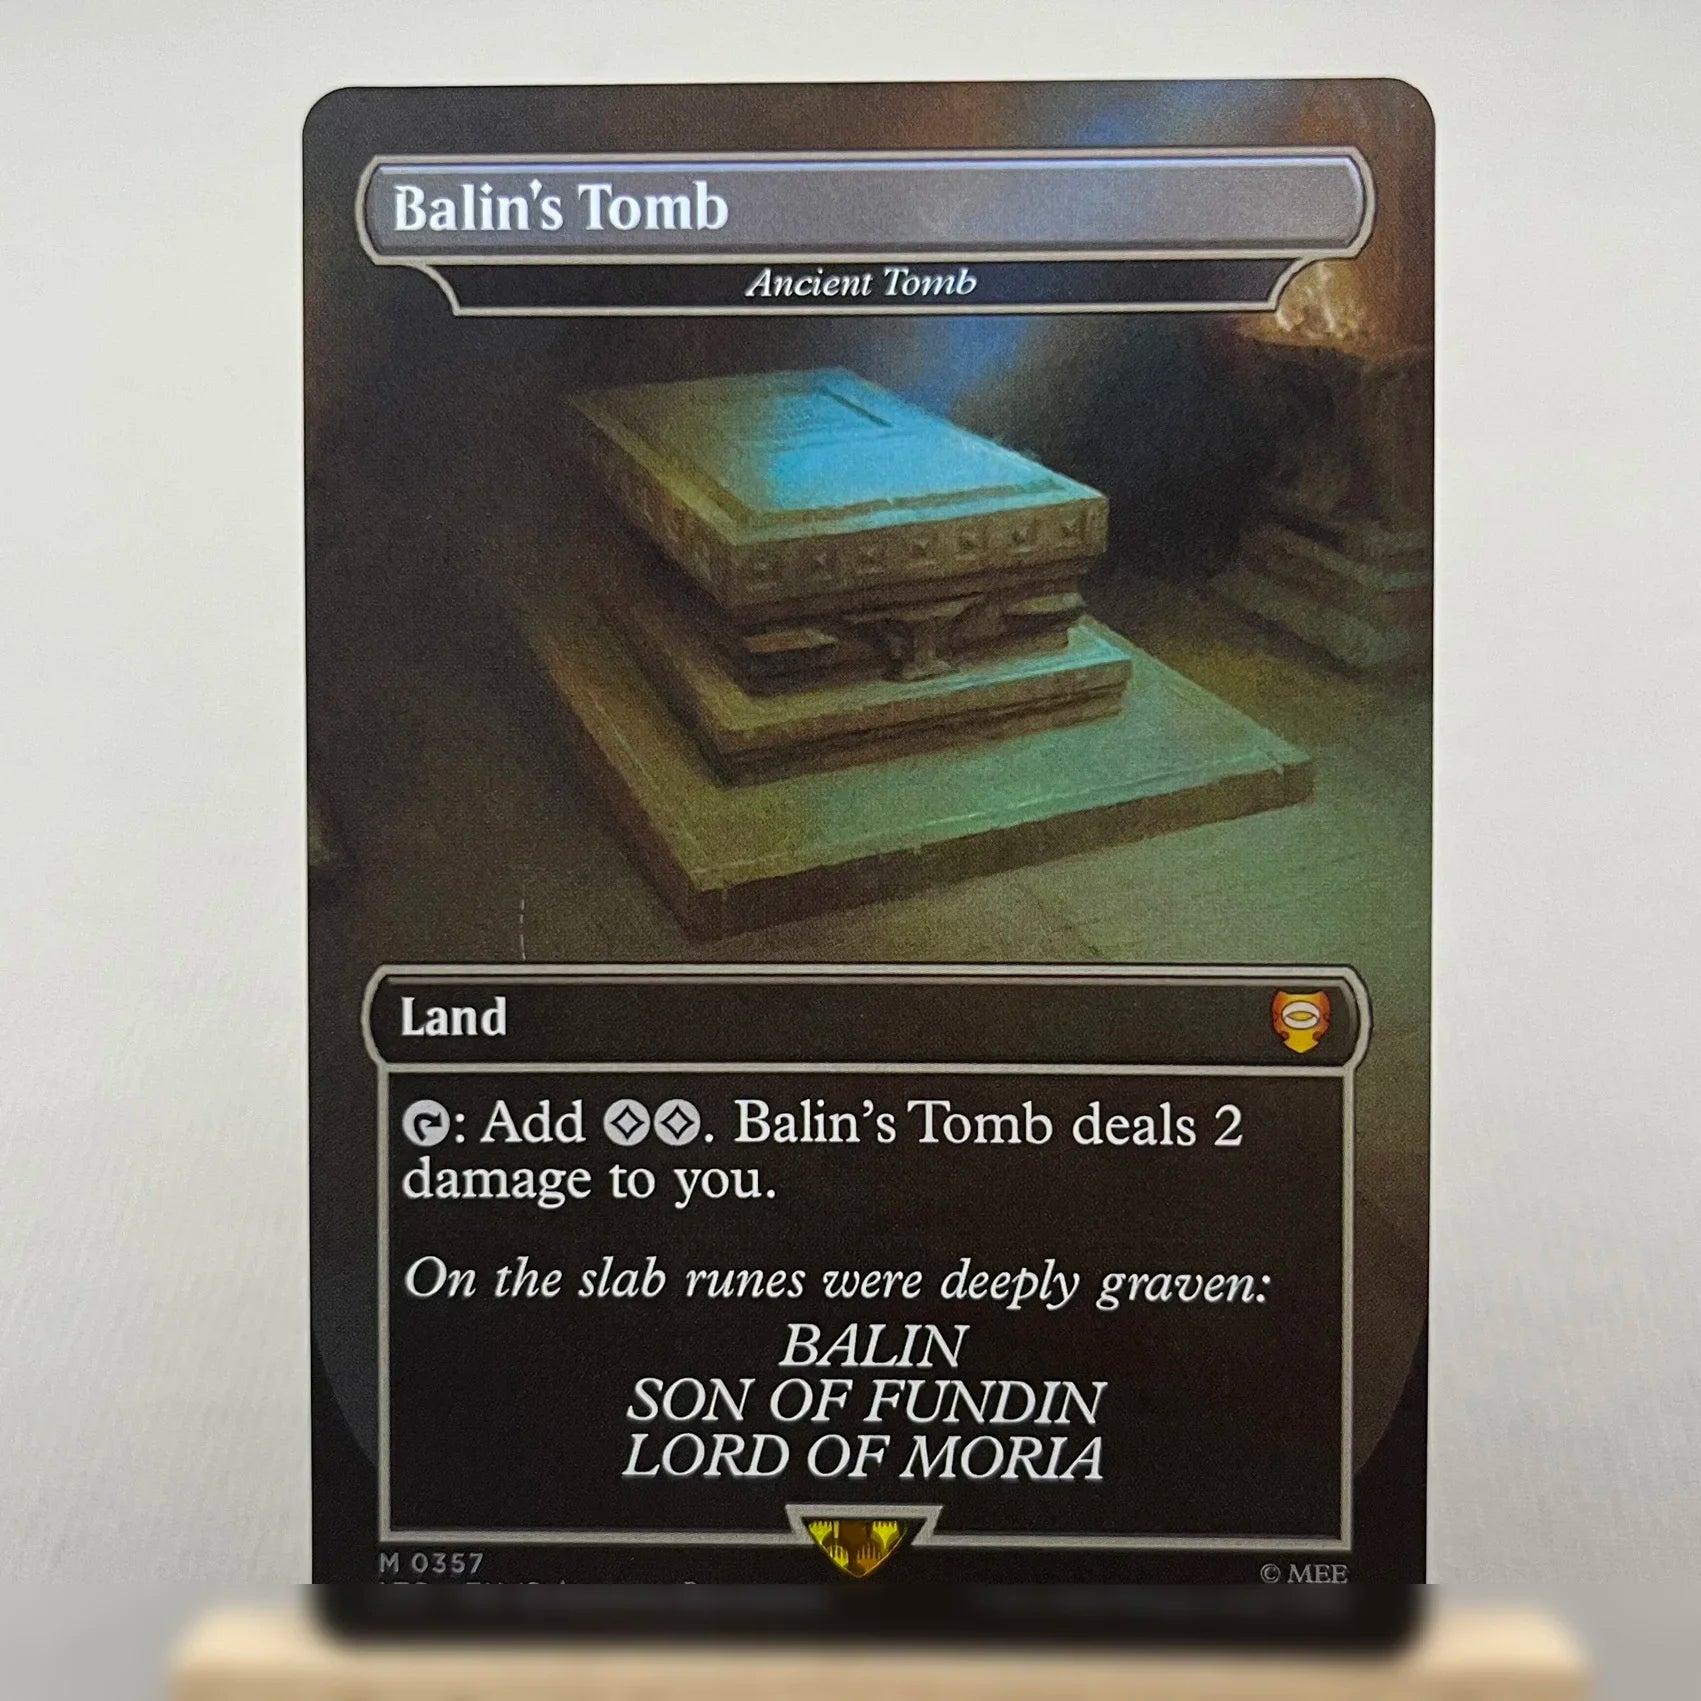 Balin's Tomb
Ancient Tomb
Land
: Add . Balin's Tomb deals 2
damage to you.
On the slab runes were deeply graven:
BALIN
SON OF FUNDIN
LORD OF MORIA
M 0357
© MEE